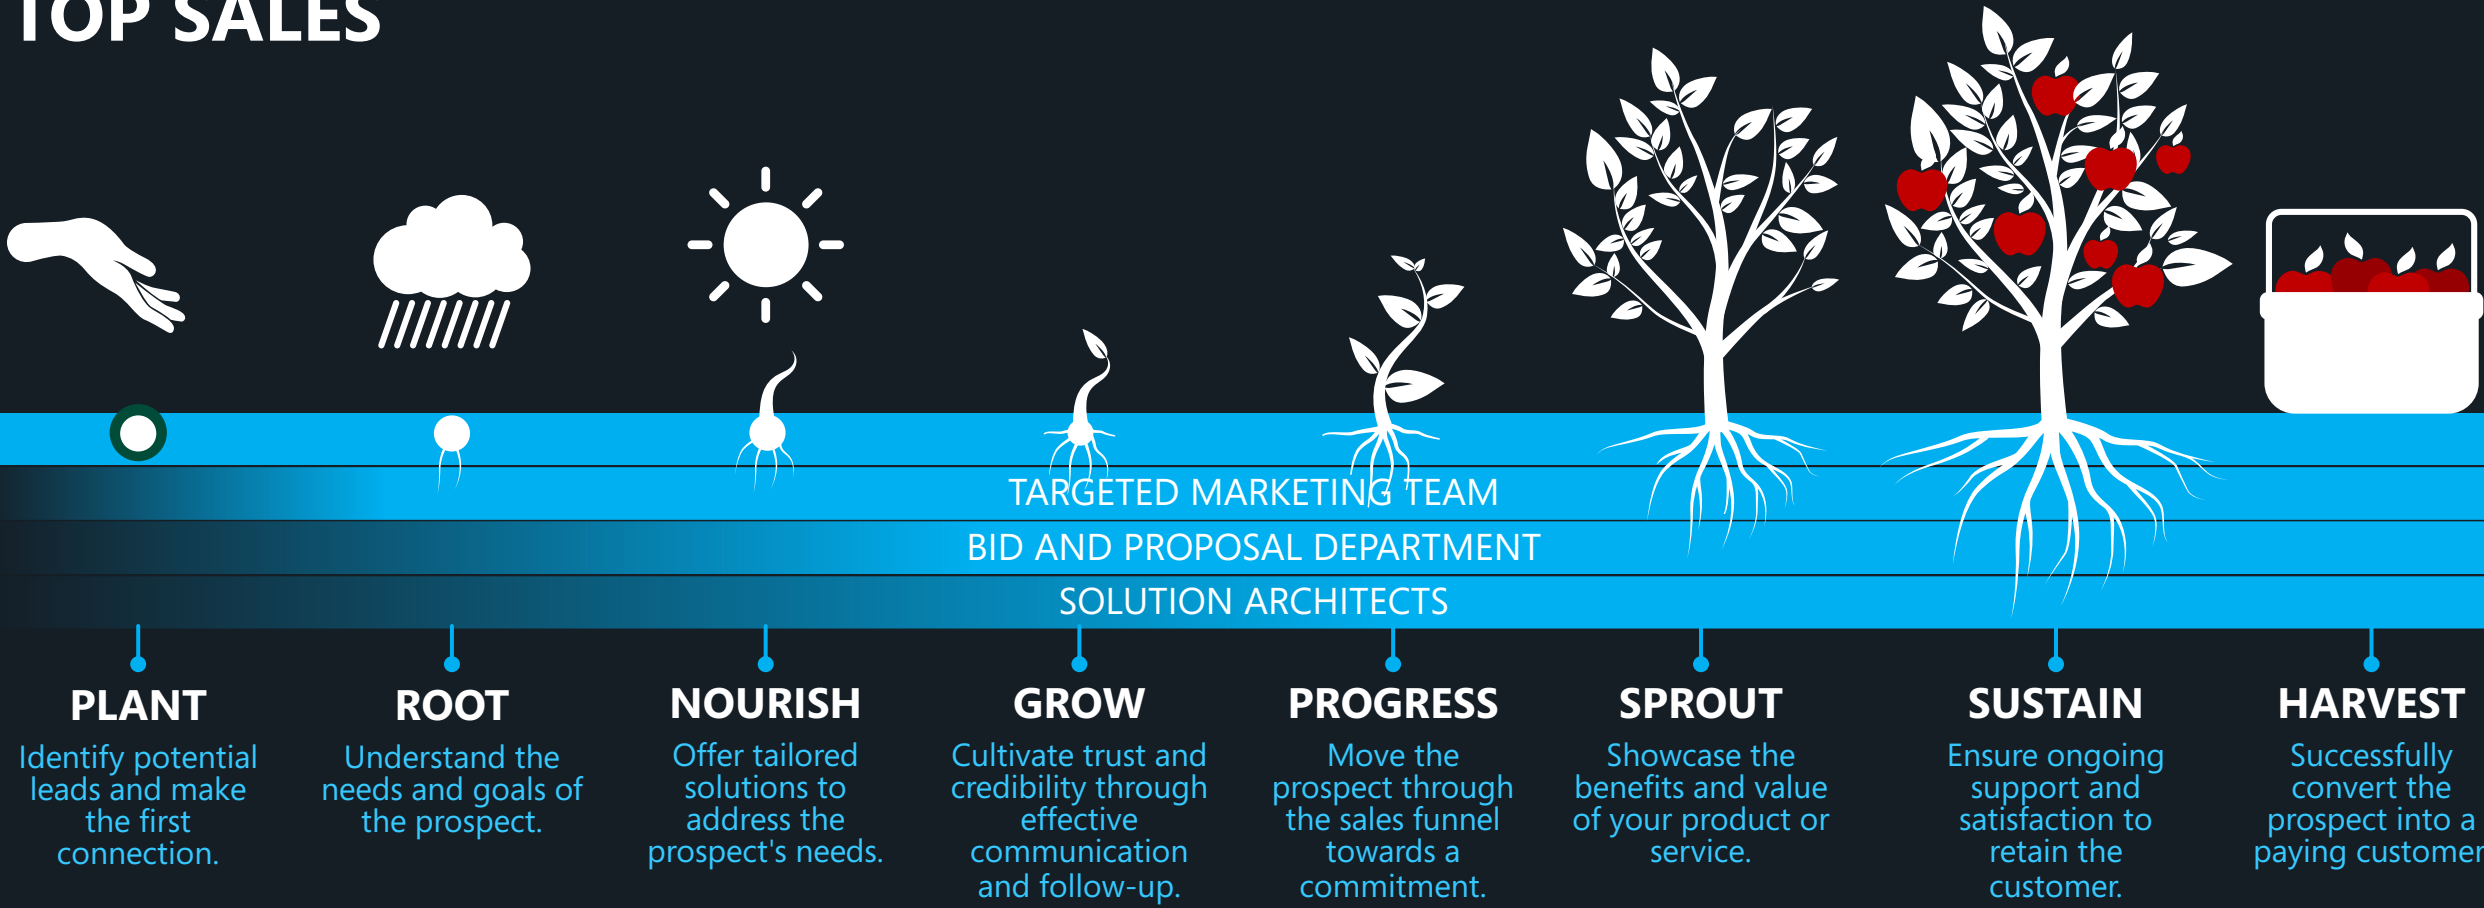 TOP SALES
TARGETED MARKETING TEAM
BID AND PROPOSAL DEPARTMENT
SOLUTION ARCHITECTS
PLANT
Identify potential
leads and make
the first
connection.
ROOT
Understand the
needs and goals of
the prospect.
NOURISH
Offer tailored
solutions to
address the
prospect's needs.
GROW
Cultivate trust and
credibility through
effective
communication
and follow-up.
PROGRESS
Move the
prospect through
the sales funnel
towards a
commitment.
SPROUT
Showcase the
benefits and value
of your product or
service.
SUSTAIN
Ensure ongoing
support and
satisfaction to
retain the
customer.
HARVEST
Successfully
convert the
prospect into a
paying customer